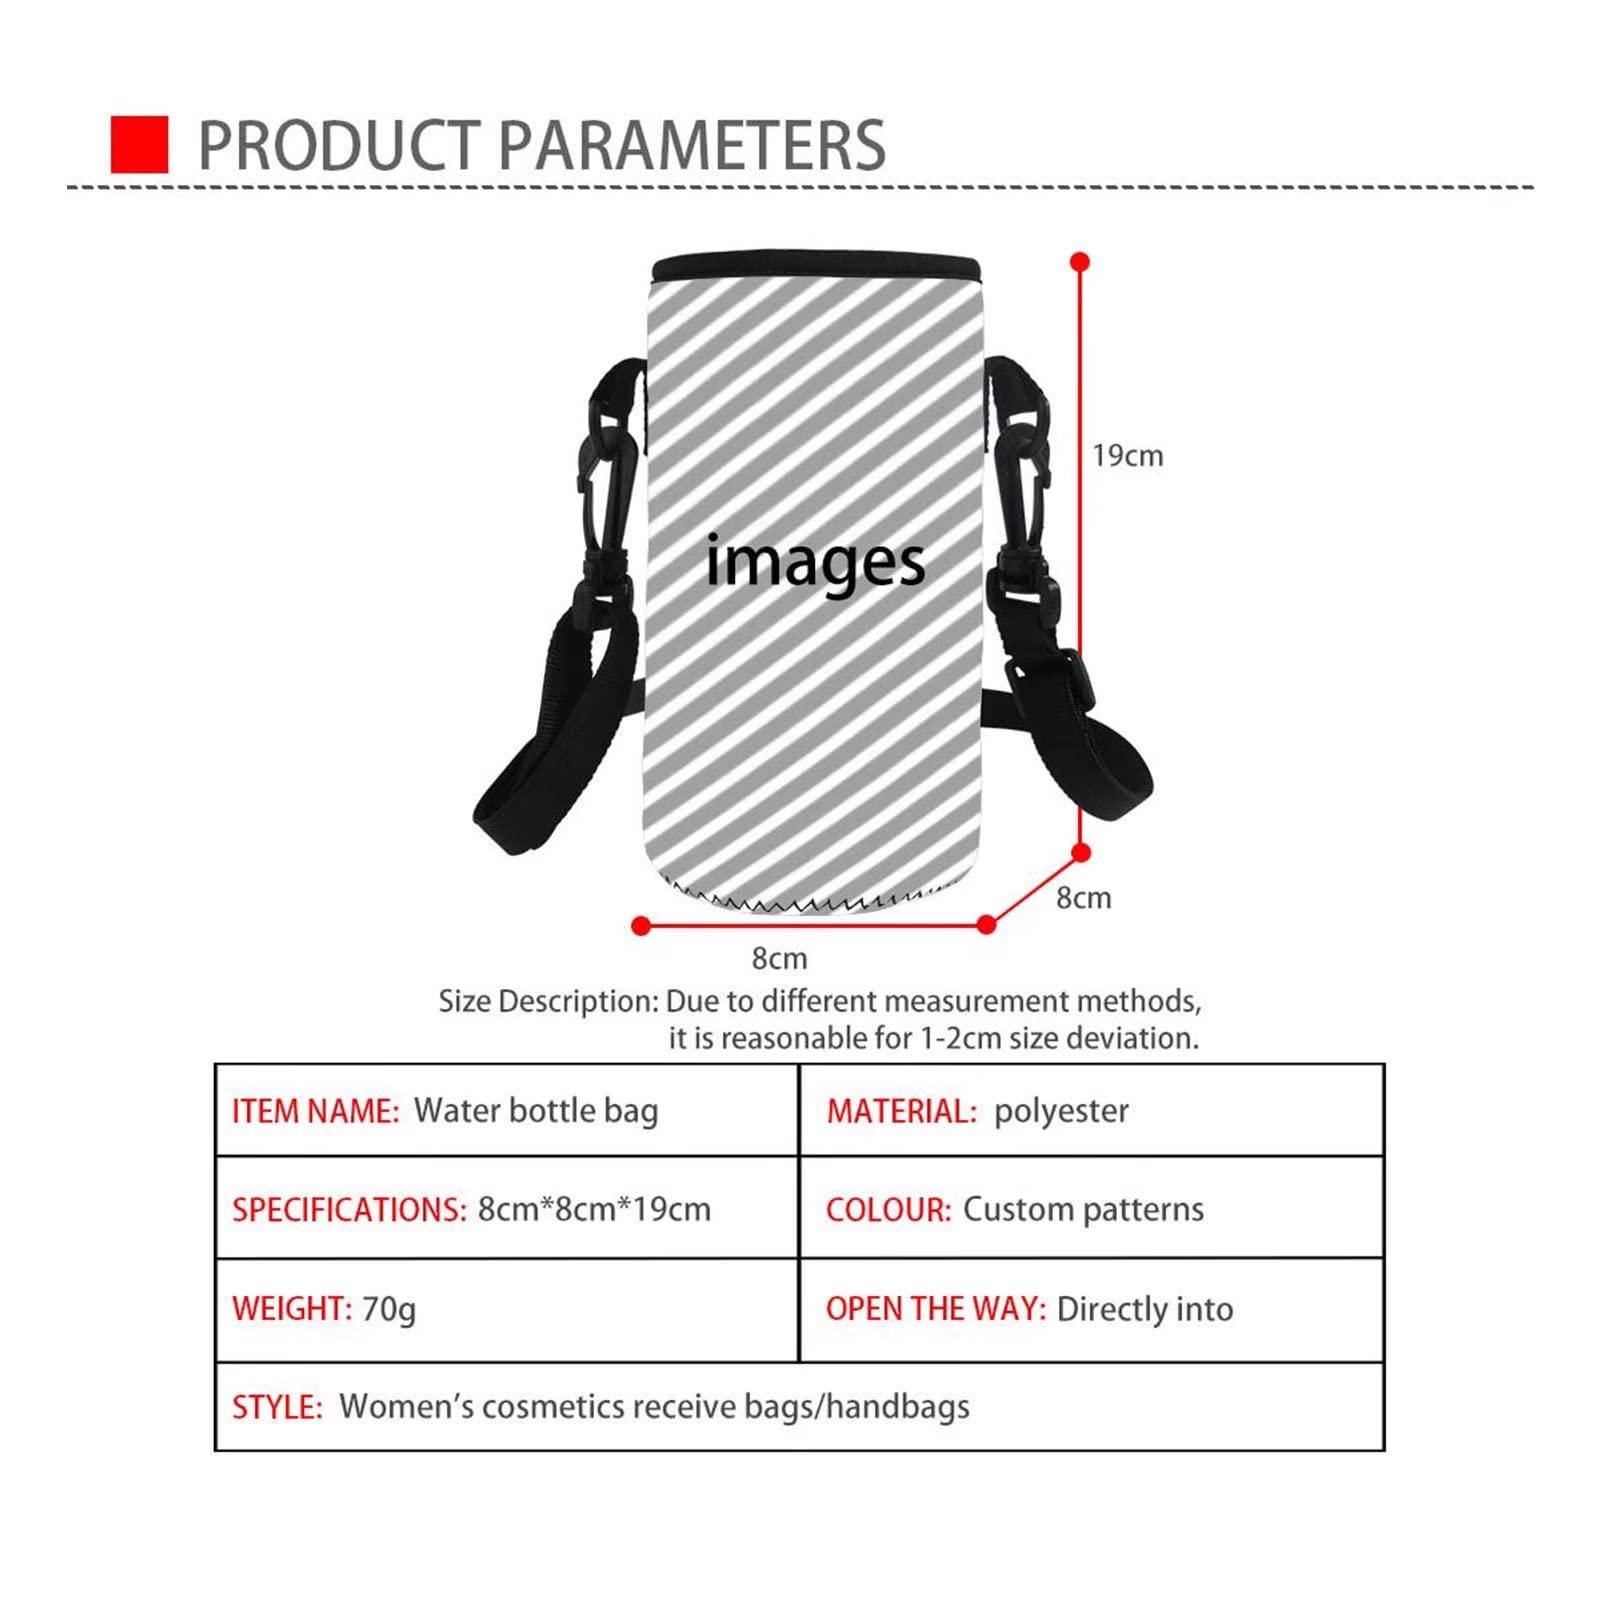 PRODUCT PARAMETERS
images
19cm
8cm
8cm
Size Description: Due to different measurement methods,
it is reasonable for 1-2cm size deviation.
ITEM NAME: Water bottle bag
MATERIAL: polyester
SPECIFICATIONS: 8cm*8cm*19cm
COLOUR: Custom patterns
WEIGHT: 70g
OPEN THE WAY: Directly into
STYLE: Women's cosmetics receive bags/handbags